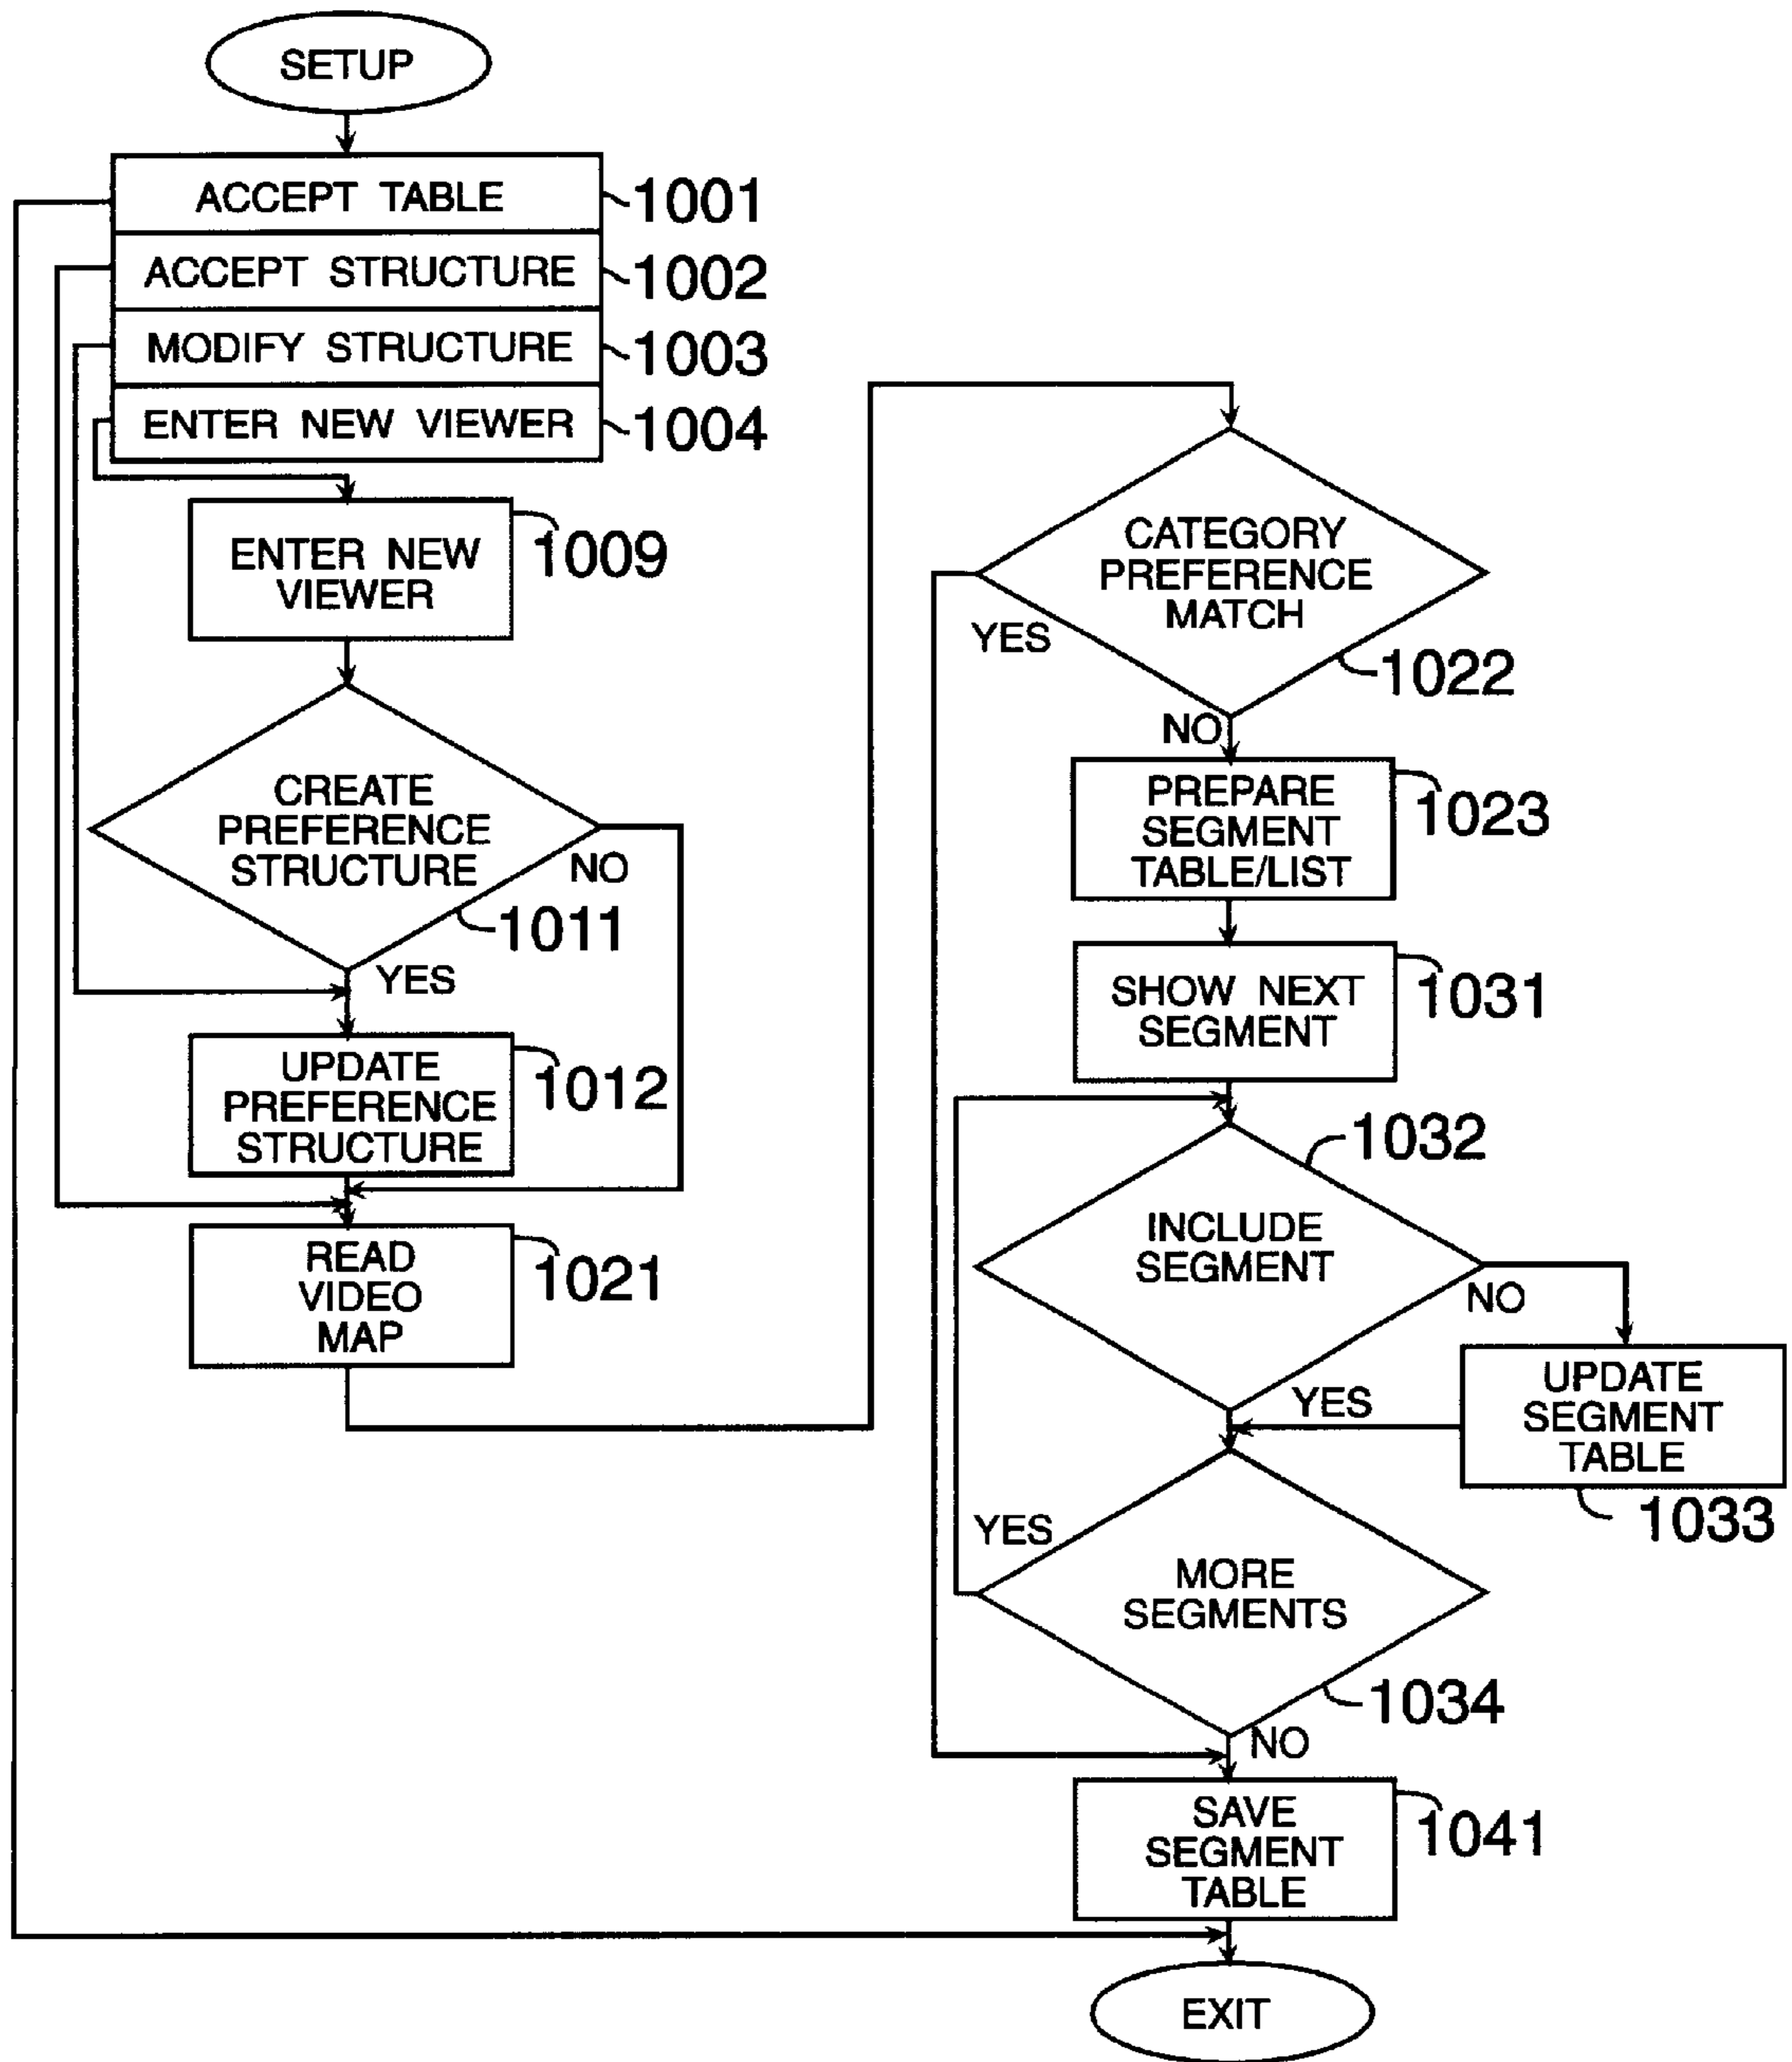 SETUP
ACCEPT TABLE
1001
ACCEPT STRUCTURE
1002
MODIFY STRUCTURE
1003
ENTER NEW VIEWER
1004
ENTER NEW
VIEWER
1009
CREATE
PREFERENCE
STRUCTURE
NO
1011
YES
UPDATE
PREFERENCE
STRUCTURE
1012
READ
VIDEO
MAP
1021
CATEGORY
PREFERENCE
MATCH
YES
1022
NO
PREPARE
SEGMENT
TABLE/LIST
1023
SHOW NEXT
SEGMENT
1031
1032
INCLUDE
SEGMENT
NO
YES
UPDATE
SEGMENT
TABLE
1033
YES
MORE
SEGMENTS
1034
NO
SAVE
SEGMENT
TABLE
1041
EXIT